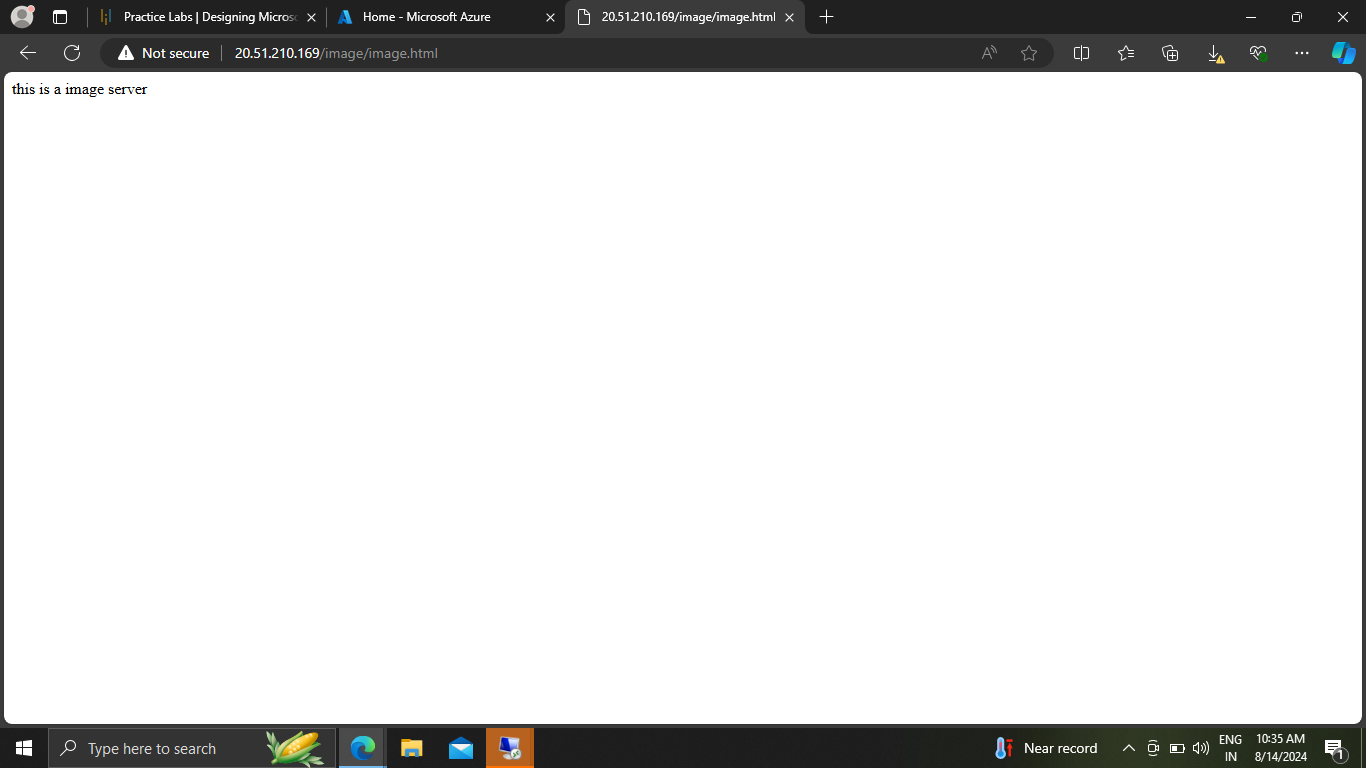 Practice Labs | Designing Micros
Home - Microsoft Azure
20.51.210.169/image/image.html
Not secure
20.51.210.169/image/image.html
this is a image server
Type here to search
Near record
ENG
IN
10:35 AM
8/14/2024
1